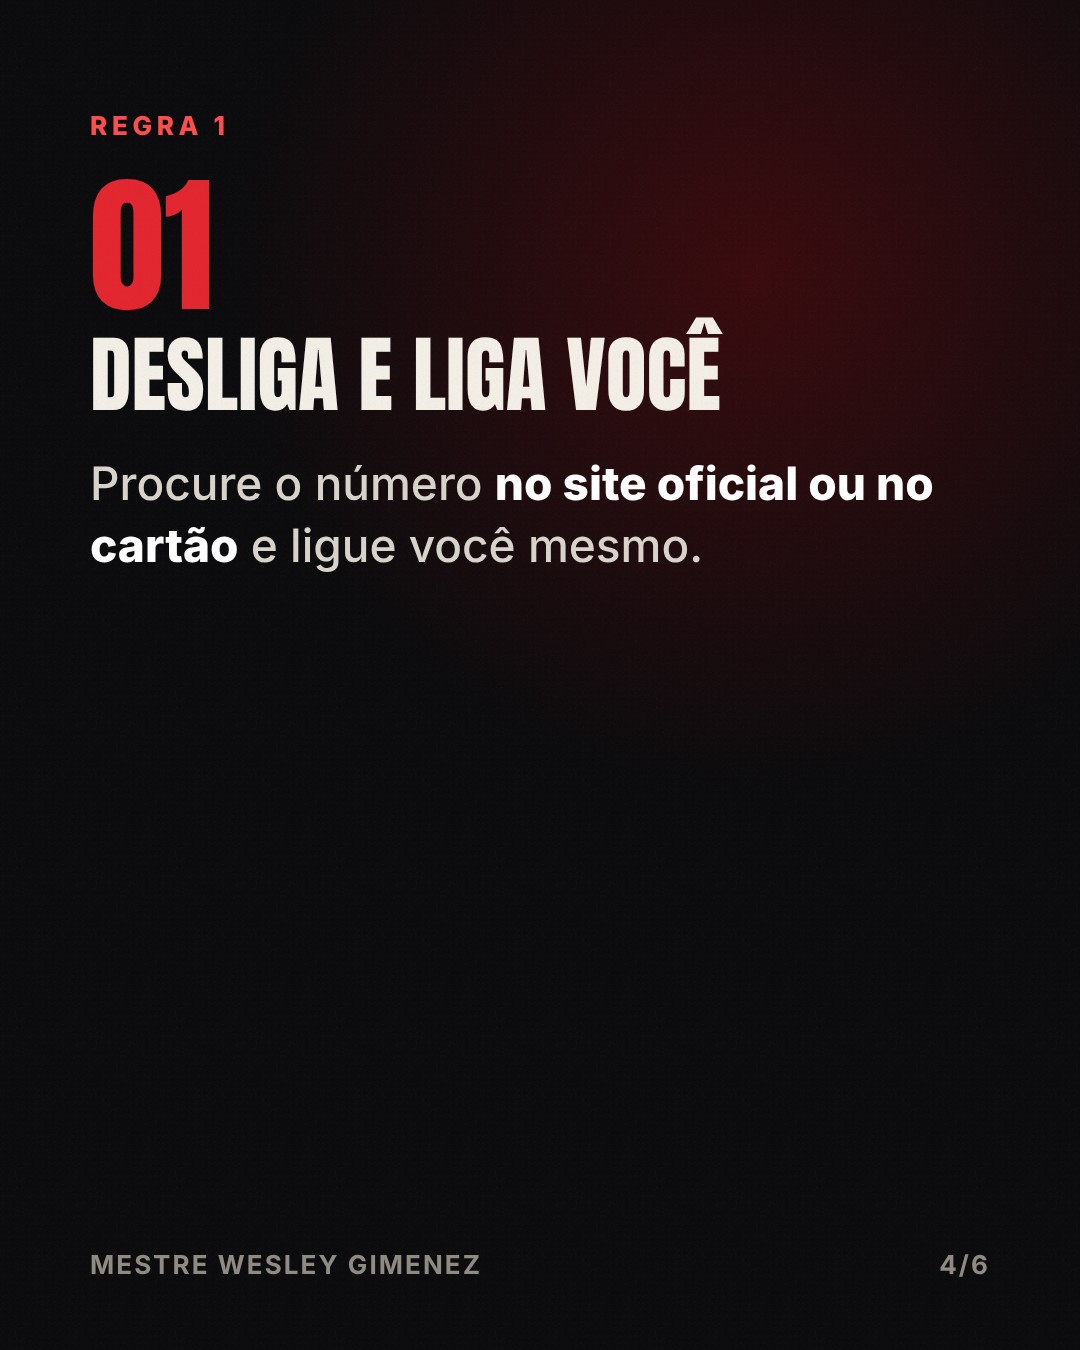 REGRA 1
01
DESLIGA E LIGA VOCÊ
Procure o número no site oficial ou no
cartão e ligue você mesmo.
MESTRE WESLEY GIMENEZ
4/6